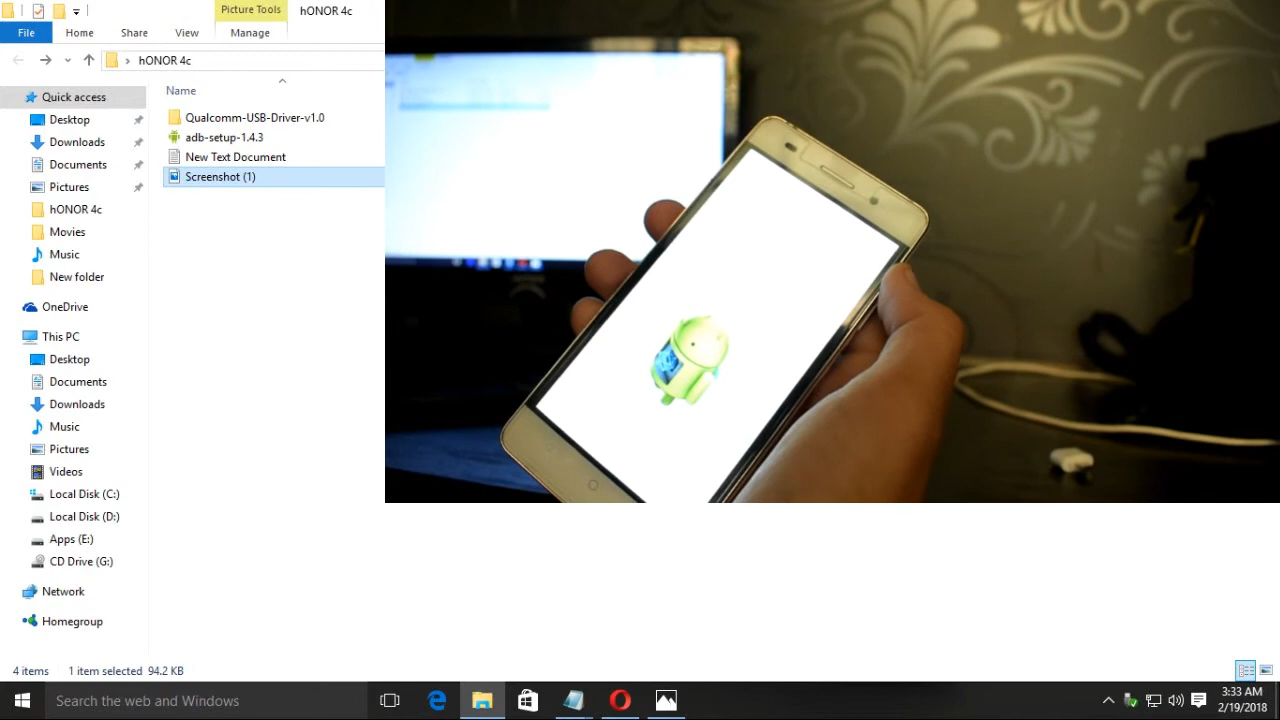 Picture Tools
hONOR 4c
File
Home
Share
View
Manage
hONOR 4c
Name
Quick access
Desktop
Downloads
Documents
Pictures
hONOR 4c
Movies
Music
New folder
OneDrive
This PC
Desktop
Documents
Downloads
Music
Pictures
Videos
Local Disk (C:)
Local Disk (D:)
Apps (E:)
CD Drive (G:)
Network
Homegroup
Qualcomm-USB-Driver-v1.0
adb-setup-1.4.3
New Text Document
Screenshot (1)
4 items
1 item selected 94.2 KB
Search the web and Windows
3:33 AM
2/19/2018